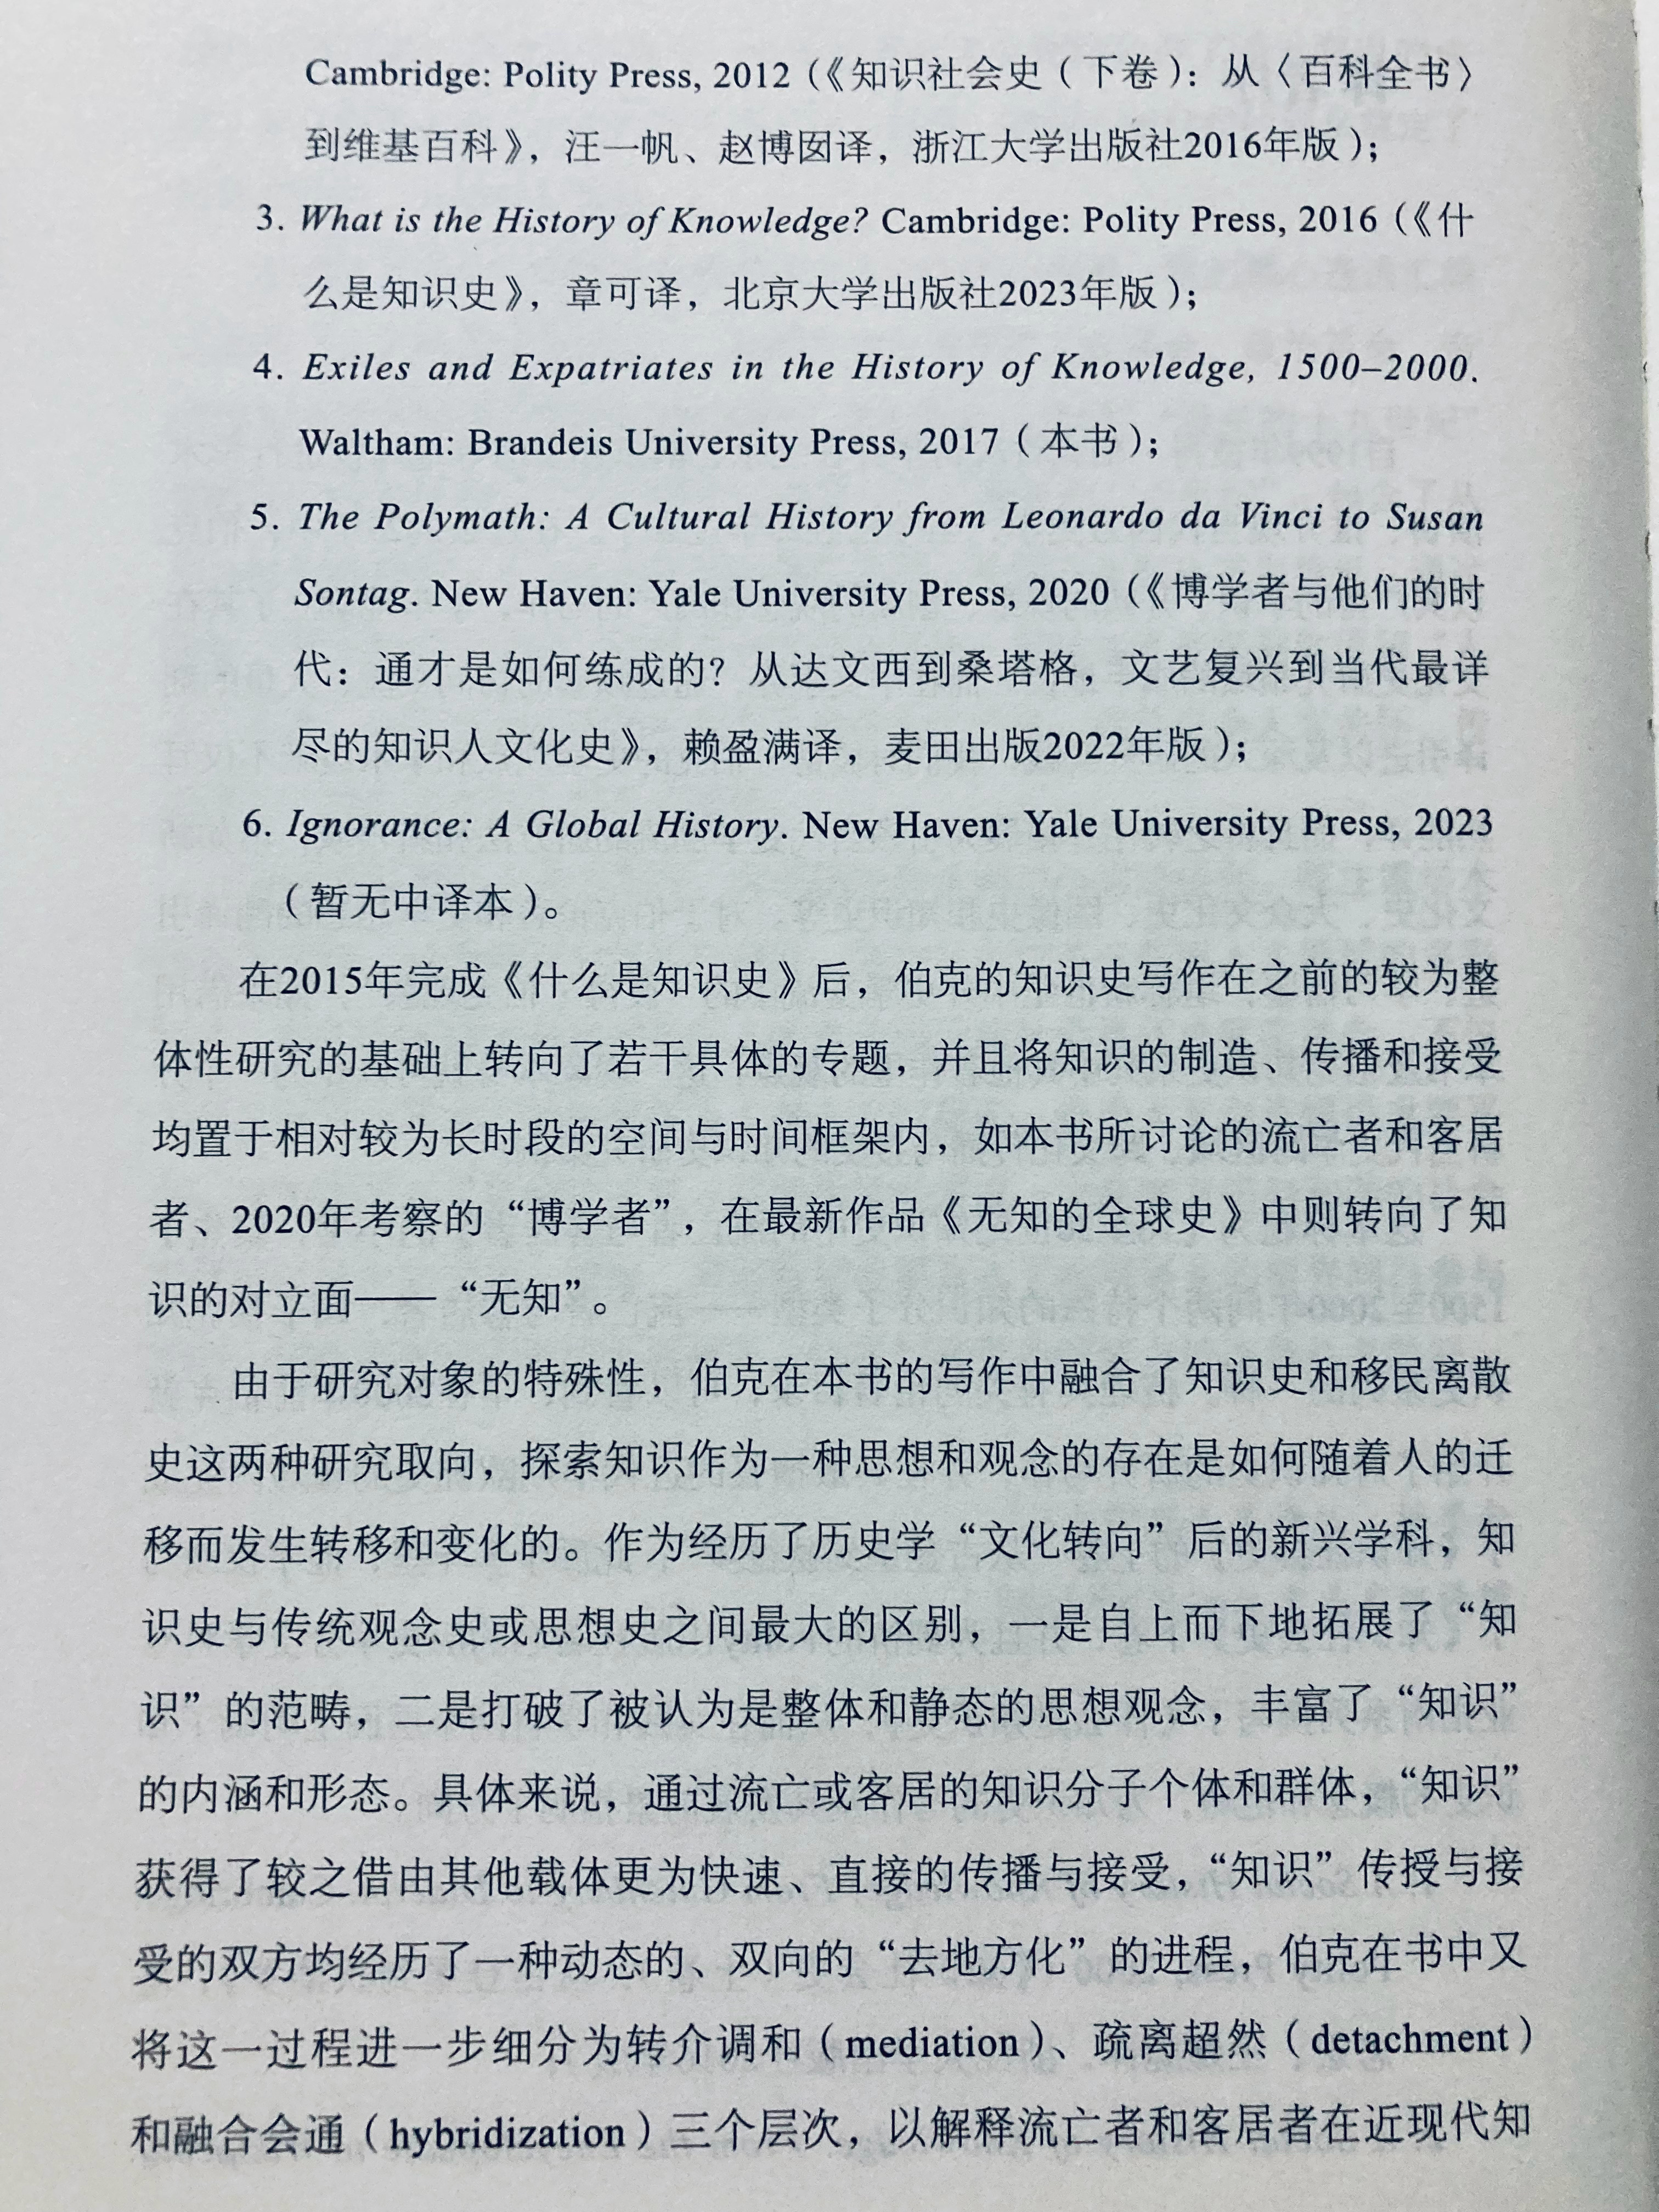 Cambridge: Polity Press, 2012（《知识社会史（下卷）：从〈百科全书〉
到维基百科》，汪一帆、赵博囡译，浙江大学出版社2016年版）；
3. What is the History of Knowledge? Cambridge: Polity Press, 2016（《什
么是知识史》，章可译，北京大学出版社2023年版）；
4. Exiles and Expatriates in the History of Knowledge, 1500–2000.
Waltham: Brandeis University Press, 2017（本书）；
5. The Polymath: A Cultural History from Leonardo da Vinci to Susan
Sontag. New Haven: Yale University Press, 2020（《博学者与他们的时
代：通才是如何练成的？从达文西到桑塔格，文艺复兴到当代最详
尽的知识人文化史》，赖盈满译，麦田出版2022年版）；
6. Ignorance: A Global History. New Haven: Yale University Press, 2023
（暂无中译本）。
在2015年完成《什么是知识史》后，伯克的知识史写作在之前的较为整
体性研究的基础上转向了若干具体的专题，并且将知识的制造、传播和接受
均置于相对较为长时段的空间与时间框架内，如本书所讨论的流亡者和客居
者、2020年考察的“博学者”，在最新作品《无知的全球史》中则转向了知
识的对立面——“无知”。
由于研究对象的特殊性，伯克在本书的写作中融合了知识史和移民离散
史这两种研究取向，探索知识作为一种思想和观念的存在是如何随着人的迁
移而发生转移和变化的。作为经历了历史学“文化转向”后的新兴学科，知
识史与传统观念史或思想史之间最大的区别，一是自上而下地拓展了“知
识”的范畴，二是打破了被认为是整体和静态的思想观念，丰富了“知识”
的内涵和形态。具体来说，通过流亡或客居的知识分子个体和群体，“知识”
获得了较之借由其他载体更为快速、直接的传播与接受，“知识”传授与接
受的双方均经历了一种动态的、双向的“去地方化”的进程，伯克在书中又
将这一过程进一步细分为转介调和（mediation）、疏离超然（detachment）
和融合会通（hybridization）三个层次，以解释流亡者和客居者在近现代知